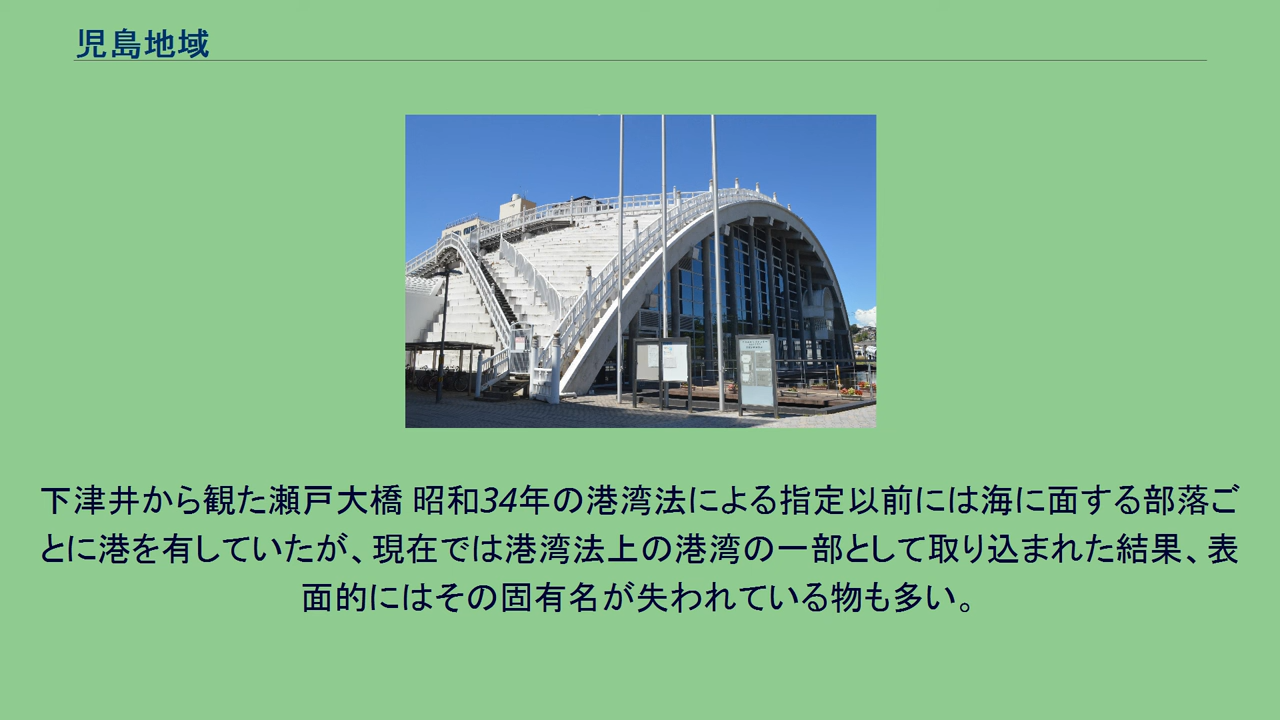 児島地域
下津井から観た瀬戸大橋 昭和34年の港湾法による指定以前には海に面する部落ご
とに港を有していたが、現在では港湾法上の港湾の一部として取り込まれた結果、表
面的にはその固有名が失われている物も多い。